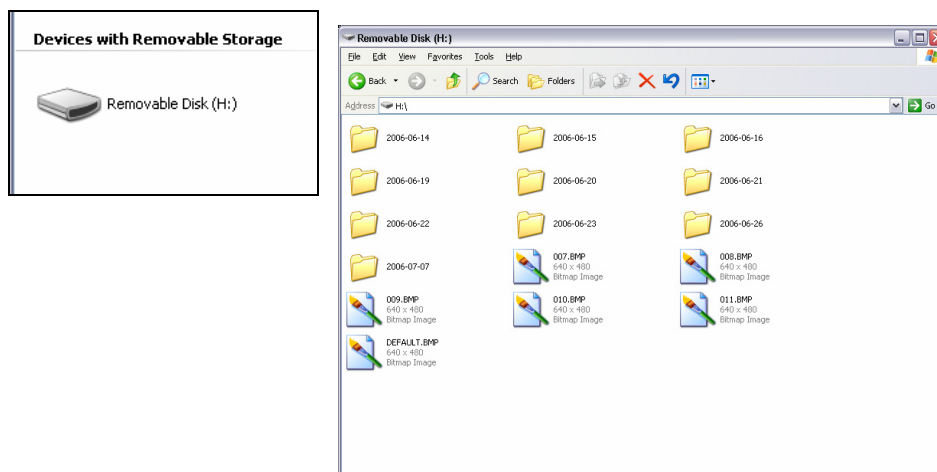 Devices with Removable Storage
Removable Disk (H:)
Removable Disk (H:)
File Edit View Favorites Tools Help
Back Search Folders
Address H:\ Go
2006-06-14 2006-06-15 2006-06-16
2006-06-19 2006-06-20 2006-06-21
2006-06-22 2006-06-23 2006-06-26
2006-07-07
007.BMP
640 x 480
Bitmap Image
008.BMP
640 x 480
Bitmap Image
009.BMP
640 x 480
Bitmap Image
010.BMP
640 x 480
Bitmap Image
011.BMP
640 x 480
Bitmap Image
DEFAULT.BMP
640 x 480
Bitmap Image